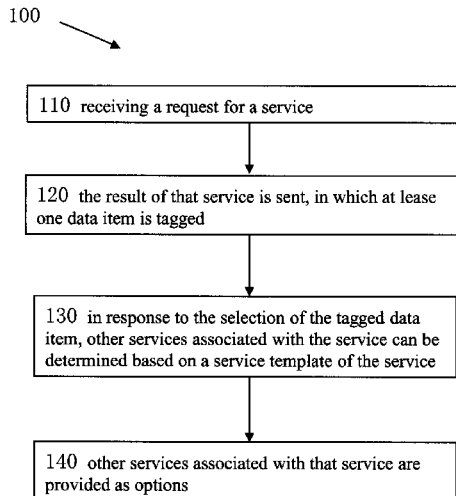 100
110 receiving a request for a service
120 the result of that service is sent, in which at lease
one data item is tagged
130 in response to the selection of the tagged data
item, other services associated with the service can be
determined based on a service template of the service
140 other services associated with that service are
provided as options